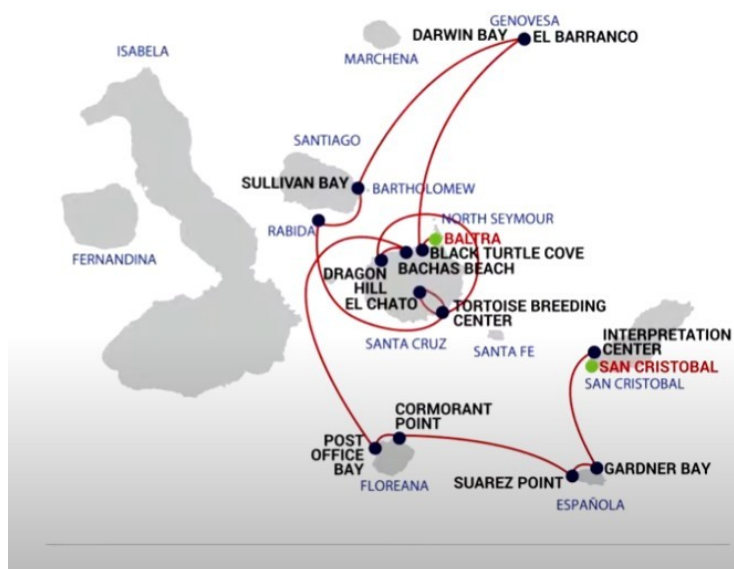 GENOVESA
DARWIN BAY
EL BARRANCO
ISABELA
MARCHENA
SANTIAGO
SULLIVAN BAY
BARTHOLOMEW
RABIDA
NORTH SEYMOUR
BALTRA
BLACK TURTLE COVE
BACHAS BEACH
FERNANDINA
DRAGON
HILL
EL CHATO
TORTOISE BREEDING
CENTER
SANTA CRUZ
SANTA FE
INTERPRETATION
CENTER
SAN CRISTOBAL
SAN CRISTOBAL
CORMORANT
POINT
POST
OFFICE
BAY
FLOREANA
SUAREZ POINT
GARDNER BAY
ESPAÑOLA